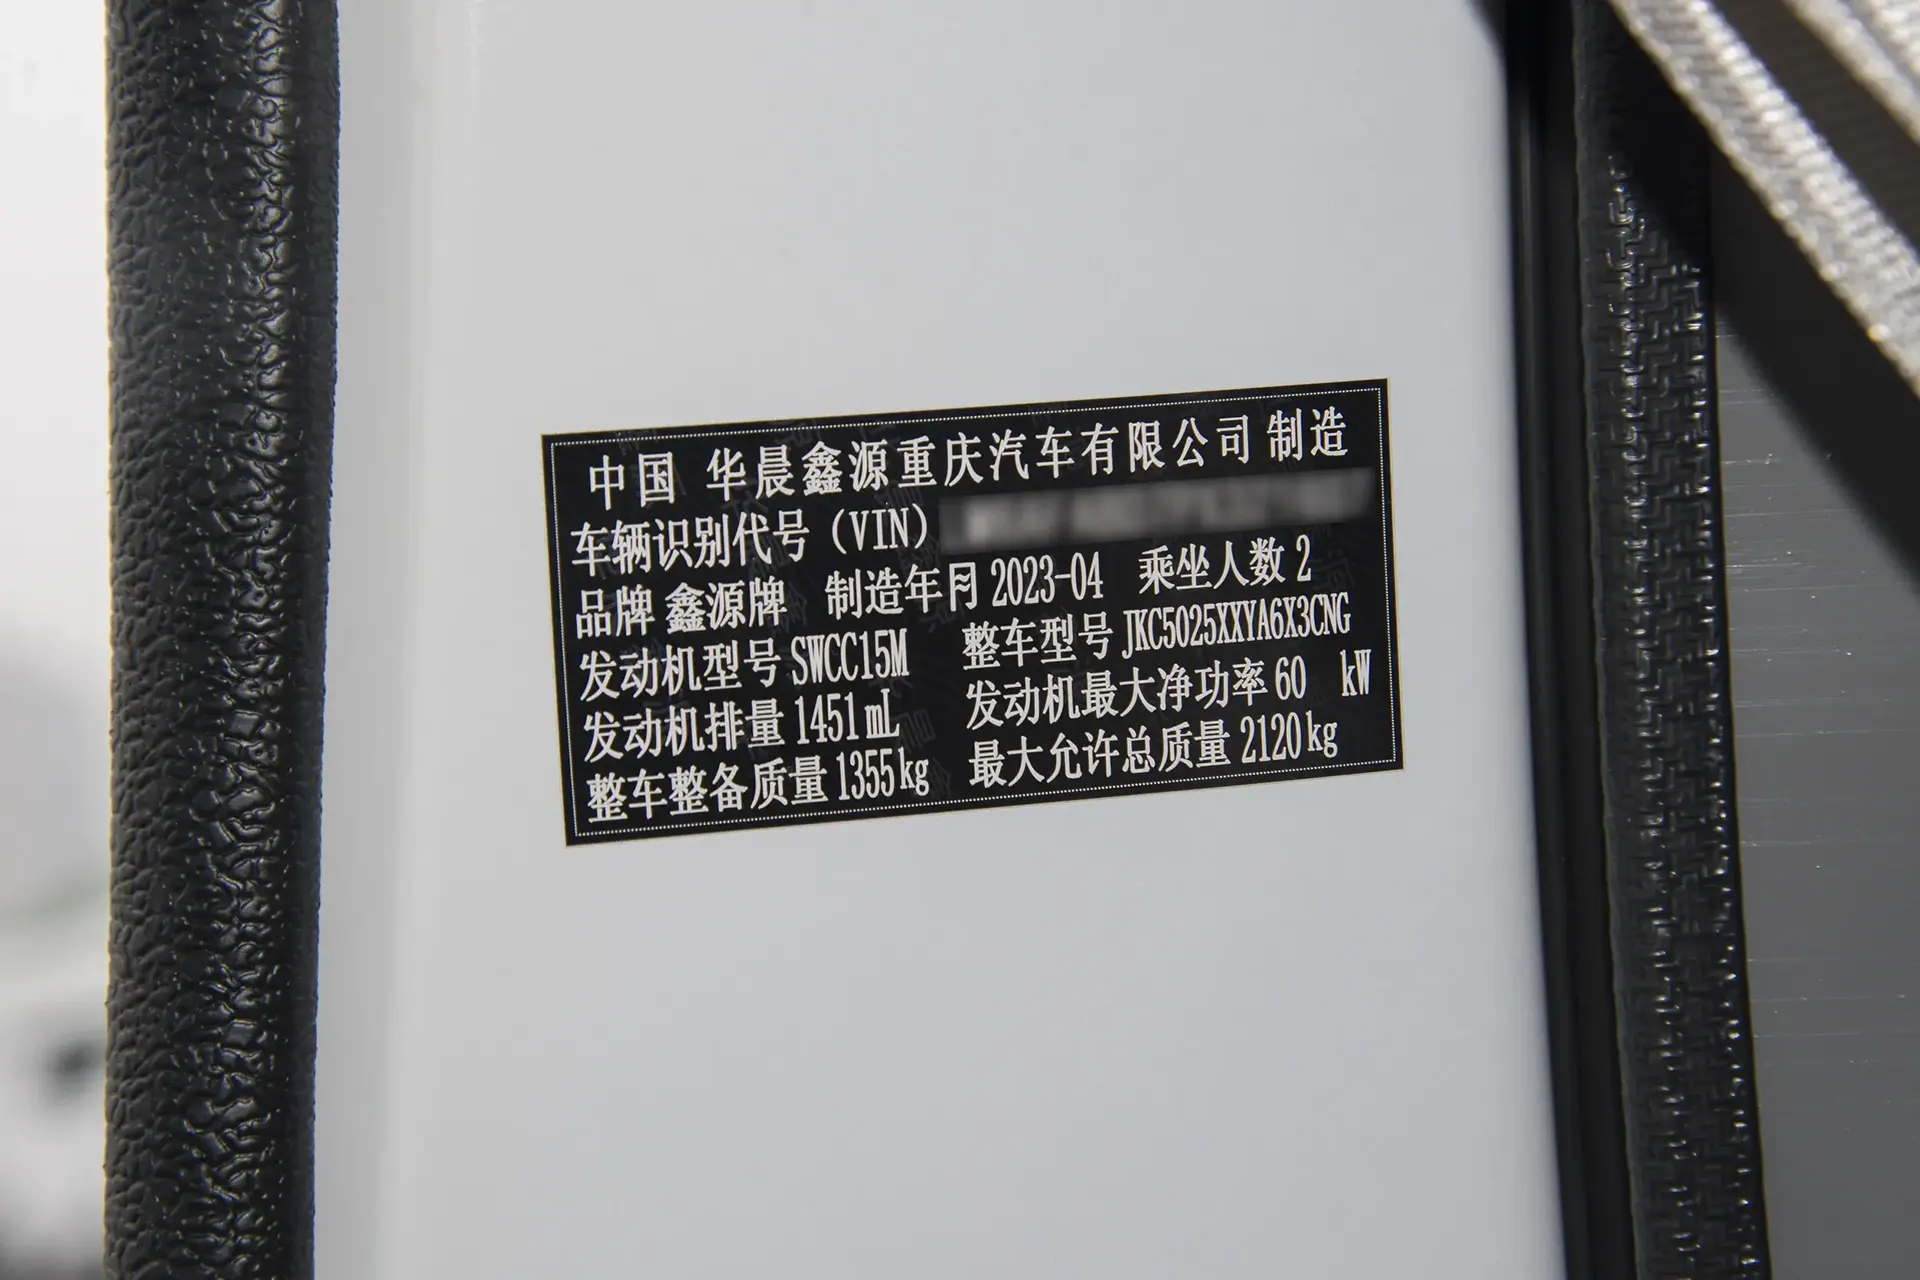 中国 华晨鑫源重庆汽车有限公司 制造
车辆识别代号（VIN）
品牌 鑫源牌 制造年月 2023-04 乘坐人数 2
发动机型号 SWCC15M 整车型号 JKC5025XXYA6X3CNG
发动机排量 1451mL 发动机最大净功率 60 kW
整车整备质量 1355kg 最大允许总质量 2120kg